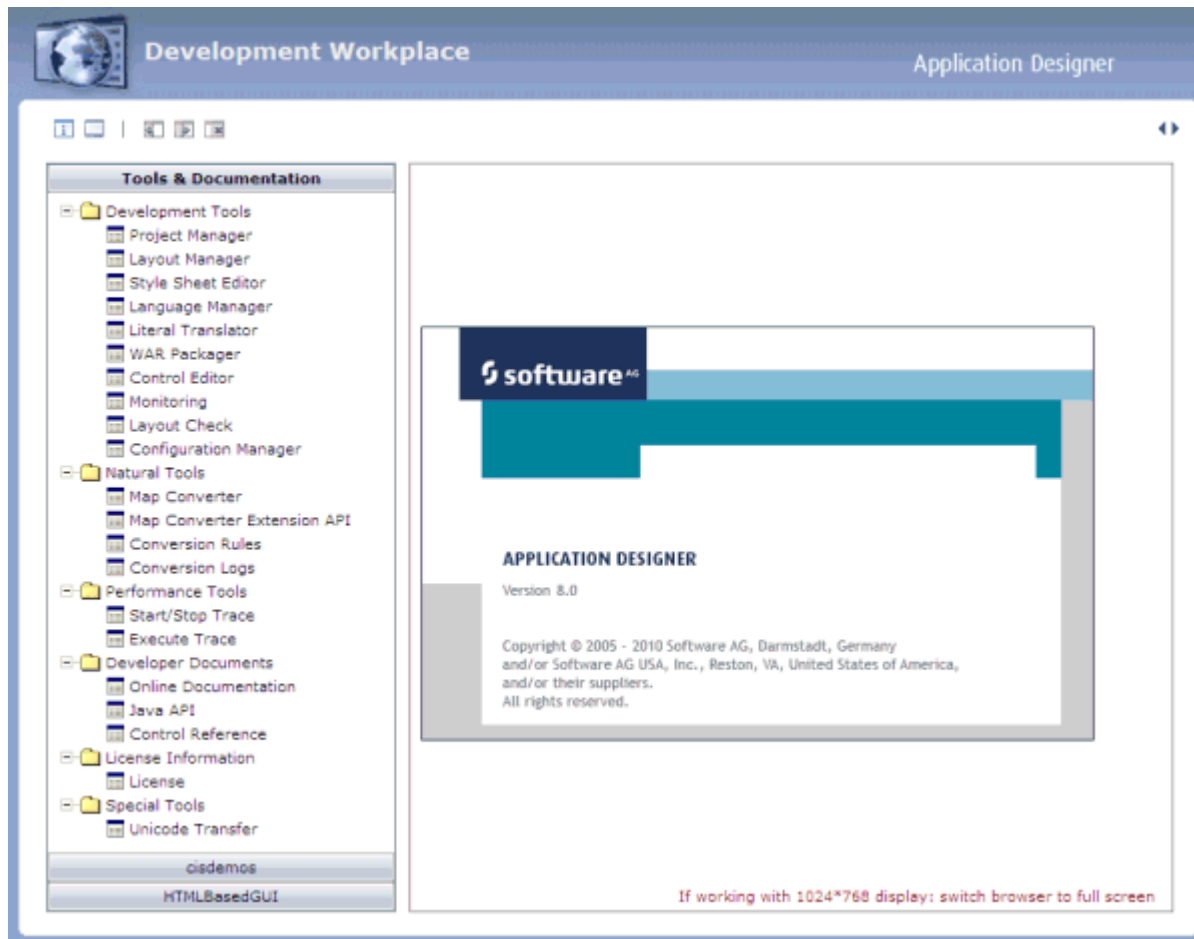 Development Workplace
Application Designer
Tools & Documentation
Development Tools
Project Manager
Layout Manager
Style Sheet Editor
Language Manager
Literal Translator
WAR Packager
Control Editor
Monitoring
Layout Check
Configuration Manager
Natural Tools
Map Converter
Map Converter Extension API
Conversion Rules
Conversion Logs
Performance Tools
Start/Stop Trace
Execute Trace
Developer Documents
Online Documentation
Java API
Control Reference
License Information
License
Special Tools
Unicode Transfer
cisdemos
HTMLBasedGUI
software AG
APPLICATION DESIGNER
Version 8.0
Copyright © 2005 - 2010 Software AG, Darmstadt, Germany
and/or Software AG USA, Inc., Reston, VA, United States of America,
and/or their suppliers.
All rights reserved.
If working with 1024*768 display: switch browser to full screen